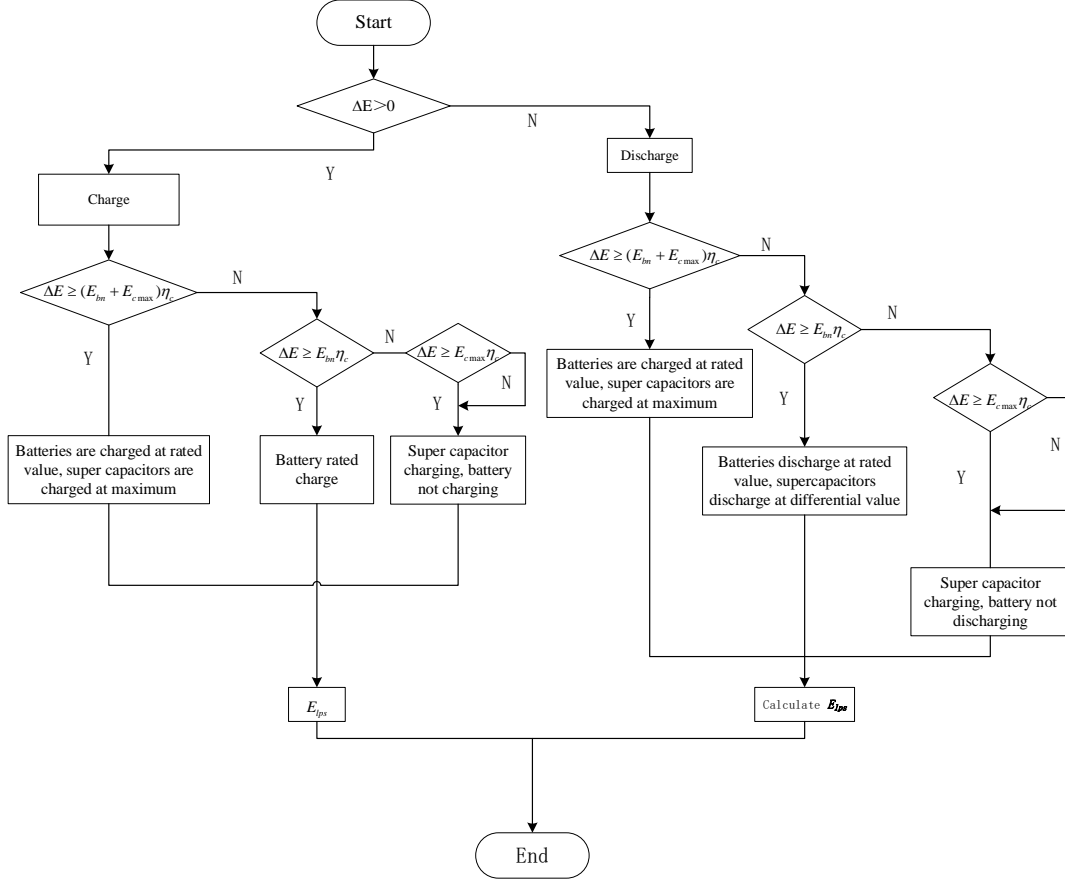 Start
ΔE>0
N
Y
Discharge
Charge
ΔE ≥ (E_bn + E_cmax)η_c
N
Y
ΔE ≥ E_bn η_c
N
Y
ΔE ≥ E_cmax η_c
N
Y
Batteries are charged at rated
value, super capacitors are
charged at maximum
Battery rated
charge
Super capacitor
charging, battery
not charging
E_lps
ΔE ≥ (E_bn + E_cmax)η_c
N
Y
Batteries are charged at rated
value, super capacitors are
charged at maximum
ΔE ≥ E_bn η_c
N
Y
Batteries discharge at rated
value, supercapacitors
discharge at differential value
ΔE ≥ E_cmax η_c
N
Y
Super capacitor
charging, battery not
discharging
Calculate E_lps
End